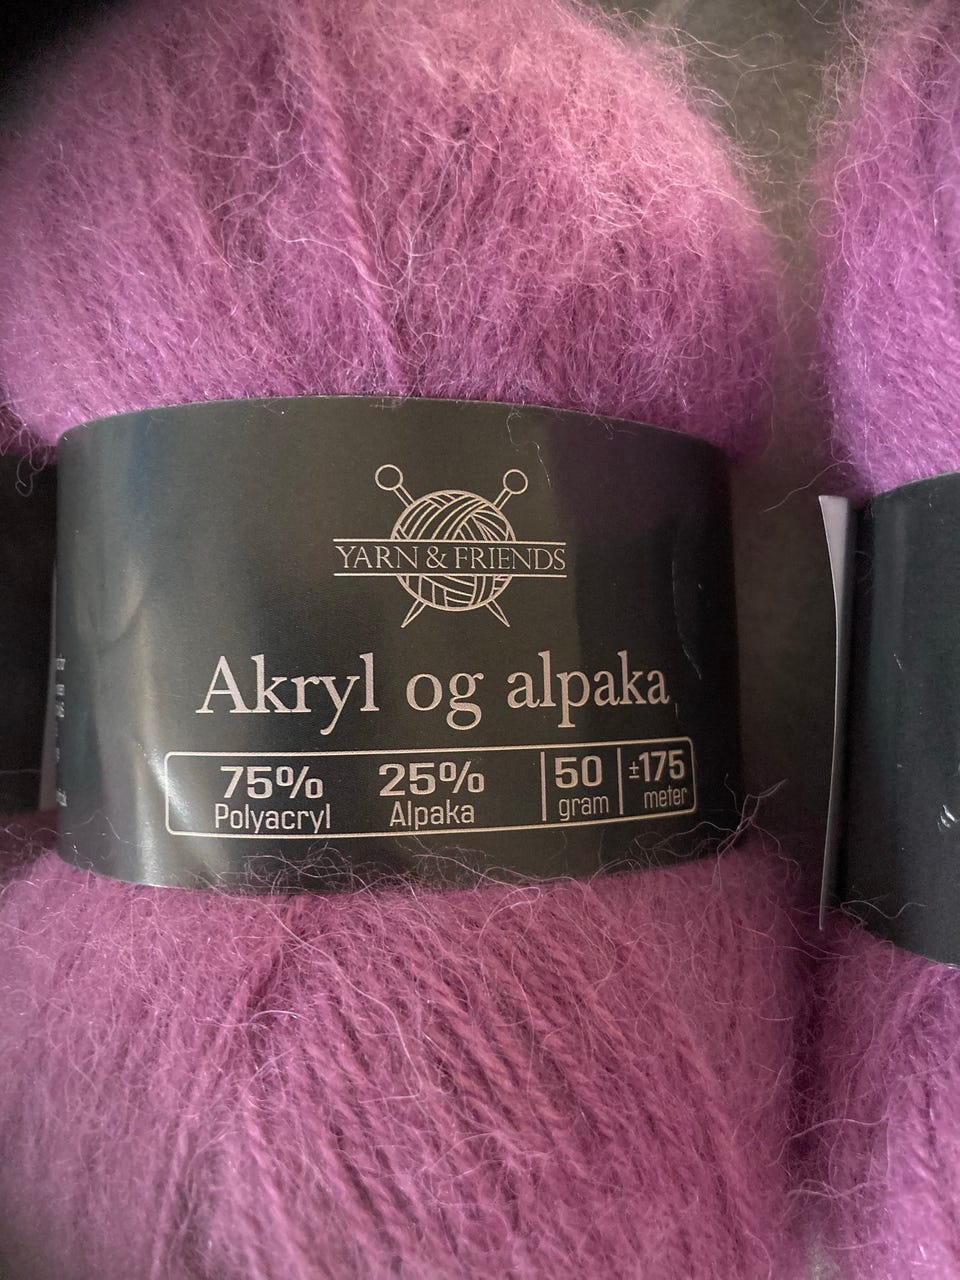 YARN & FRIENDS
Akryl og alpaka
75% 25% 50 ±175
Polyacryl Alpaka gram meter